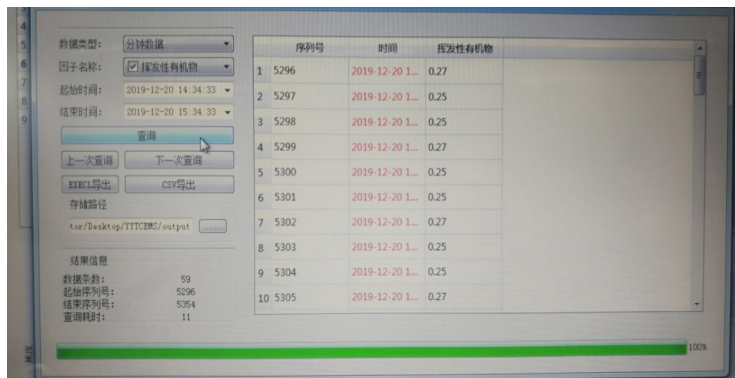 4
5
6
7
8
9
数据类型: 分钟数据
因子名称: 挥发性有机物
起始时间: 2019-12-20 14:34:33
结束时间: 2019-12-20 15:34:33
查询
上一次查询 下一次查询
EXECL导出 CSV导出
存储路径
tor/Desktop/YTTCEMS/output ...
结果信息
数据条数: 59
起始序列号: 5296
结束序列号: 5354
查询耗时: 11
序列号 时间 挥发性有机物
1 5296 2019-12-20 1... 0.27
2 5297 2019-12-20 1... 0.25
3 5298 2019-12-20 1... 0.25
4 5299 2019-12-20 1... 0.27
5 5300 2019-12-20 1... 0.25
6 5301 2019-12-20 1... 0.25
7 5302 2019-12-20 1... 0.27
8 5303 2019-12-20 1... 0.25
9 5304 2019-12-20 1... 0.25
10 5305 2019-12-20 1... 0.27
100%